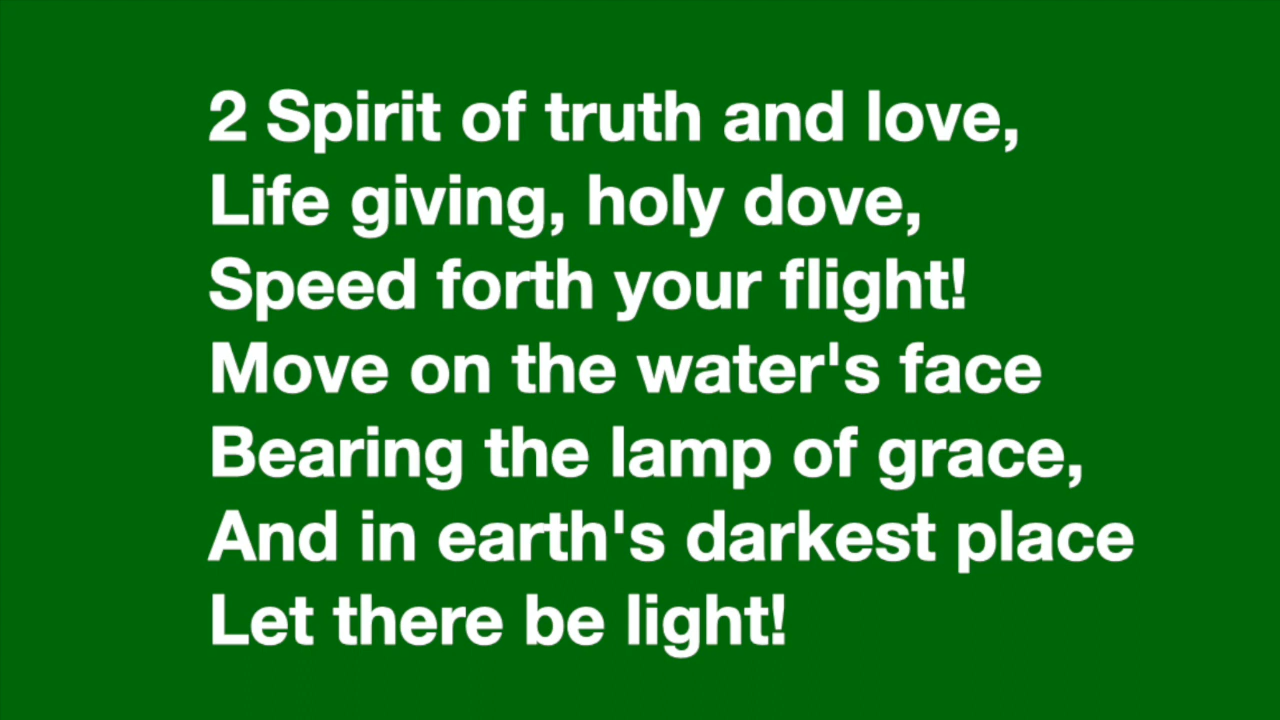 2 Spirit of truth and love,
Life giving, holy dove,
Speed forth your flight!
Move on the water's face
Bearing the lamp of grace,
And in earth's darkest place
Let there be light!